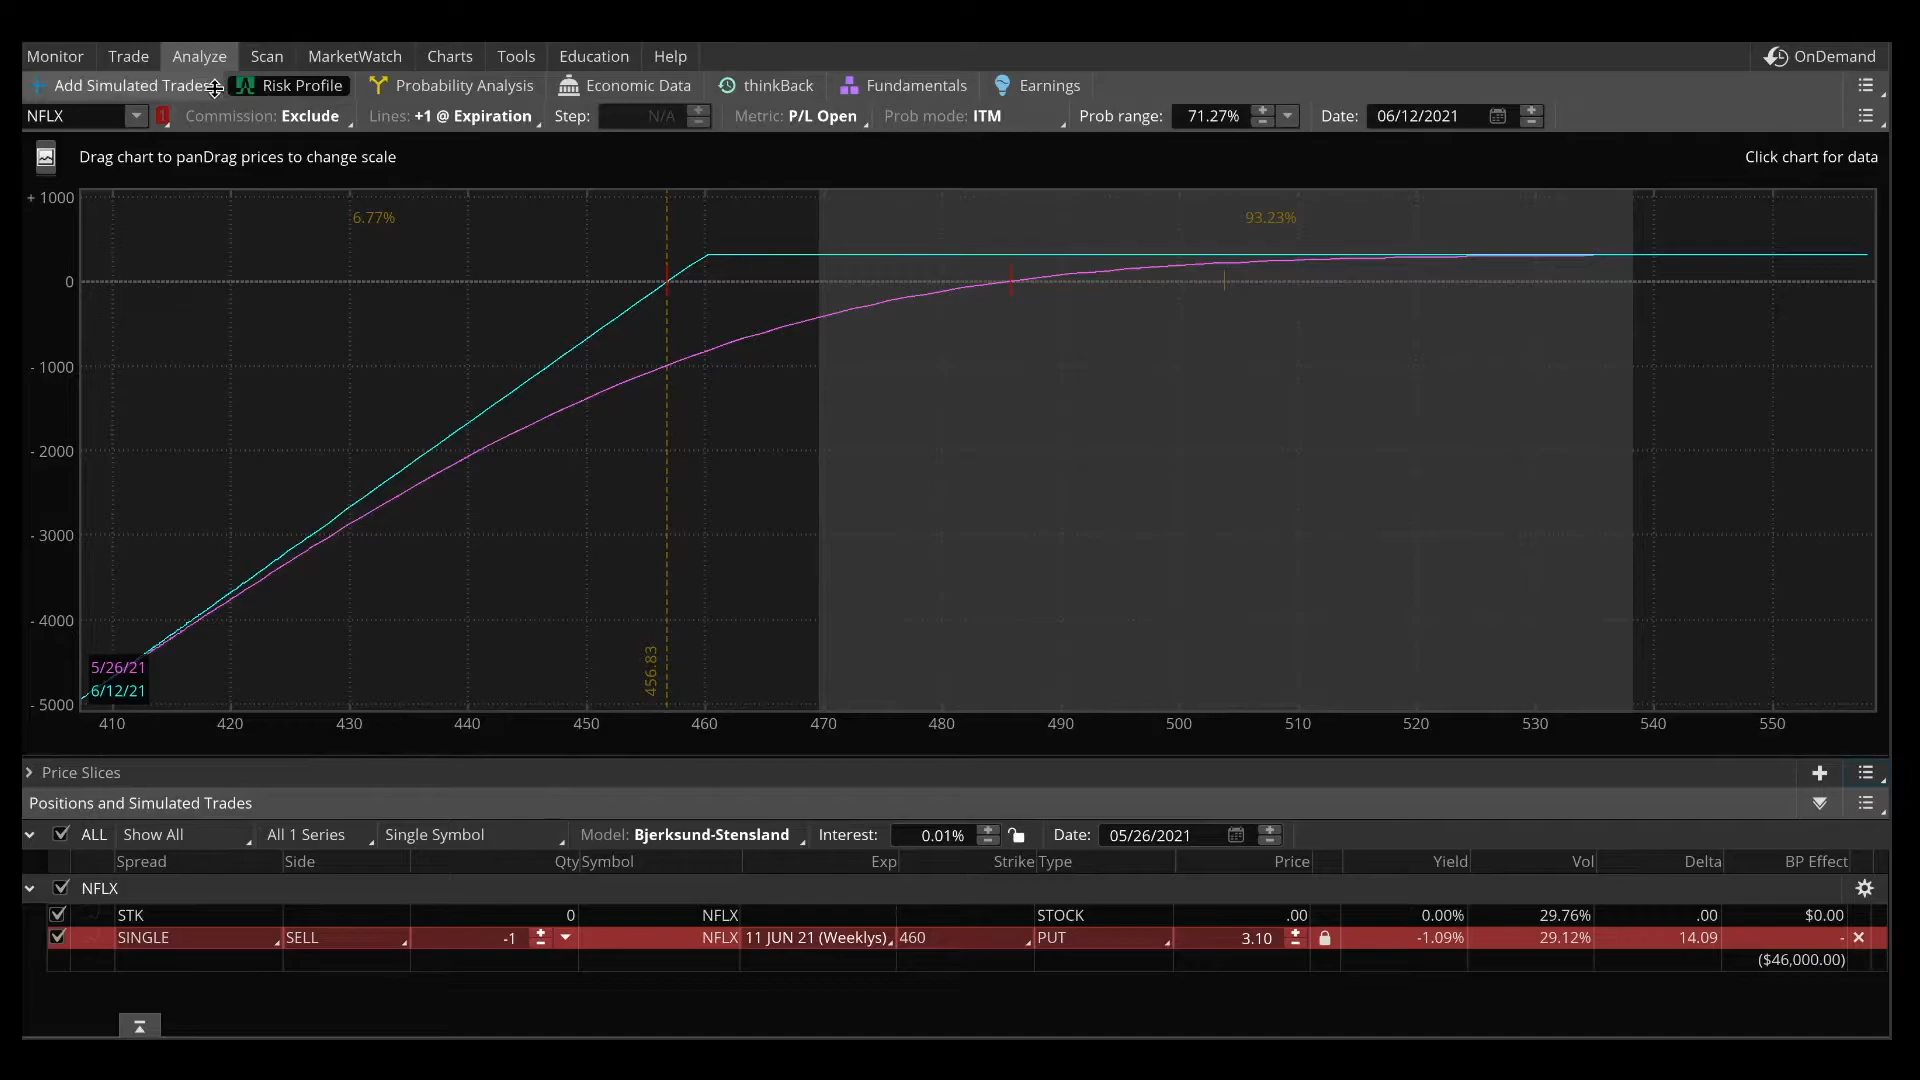 Monitor Trade Analyze Scan MarketWatch Charts Tools Education Help OnDemand
Add Simulated Trades Risk Profile Probability Analysis Economic Data thinkBack Fundamentals Earnings
NFLX 1 Commission: Exclude Lines: +1 @ Expiration Step: N/A Metric: P/L Open Prob mode: ITM Prob range: 71.27% Date: 06/12/2021
Drag chart to panDrag prices to change scale Click chart for data
+ 1000
6.77% 93.23%
0
- 1000
- 2000
- 3000
- 4000
456.83
5/26/21
6/12/21
- 5000
410 420 430 440 450 460 470 480 490 500 510 520 530 540 550
Price Slices
Positions and Simulated Trades
ALL Show All All 1 Series Single Symbol Model: Bjerksund-Stensland Interest: 0.01% Date: 05/26/2021
Spread Side Qty Symbol Exp Strike Type Price Yield Vol Delta BP Effect
NFLX
STK 0 NFLX STOCK .00 0.00% 29.76% .00 $0.00
SINGLE SELL -1 NFLX 11 JUN 21 (Weeklys) 460 PUT 3.10 -1.09% 29.12% 14.09 -
($46,000.00)